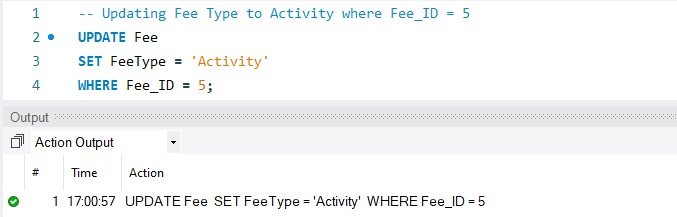 1 -- Updating Fee Type to Activity where Fee_ID = 5
2 UPDATE Fee
3 SET FeeType = 'Activity'
4 WHERE Fee_ID = 5;
Output
Action Output
# Time Action
1 17:00:57 UPDATE Fee SET FeeType = 'Activity' WHERE Fee_ID = 5